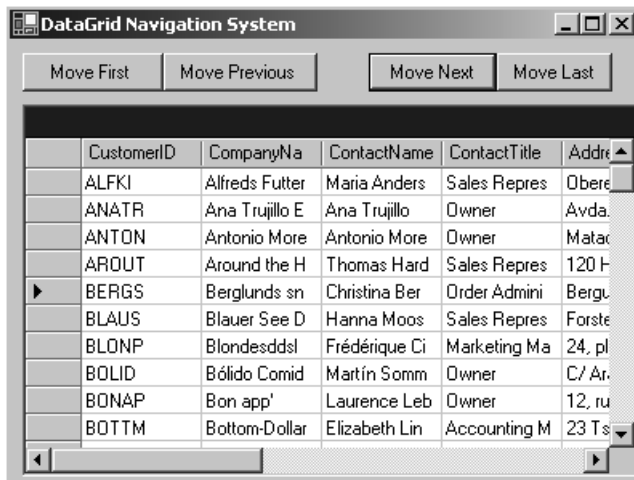 DataGrid Navigation System
Move First Move Previous Move Next Move Last
CustomerID CompanyNa ContactName ContactTitle Addre
ALFKI Alfreds Futter Maria Anders Sales Repres Obere
ANATR Ana Trujillo E Ana Trujillo Owner Avda.
ANTON Antonio More Antonio More Owner Matad
AROUT Around the H Thomas Hard Sales Repres 120 H
BERGS Berglunds sn Christina Ber Order Admini Bergu
BLAUS Blauer See D Hanna Moos Sales Repres Forste
BLONP Blondesddsl Frédérique Ci Marketing Ma 24, pl
BOLID Bólido Comid Martín Somm Owner C/ Ar
BONAP Bon app' Laurence Leb Owner 12, ru
BOTTM Bottom-Dollar Elizabeth Lin Accounting M 23 Ts